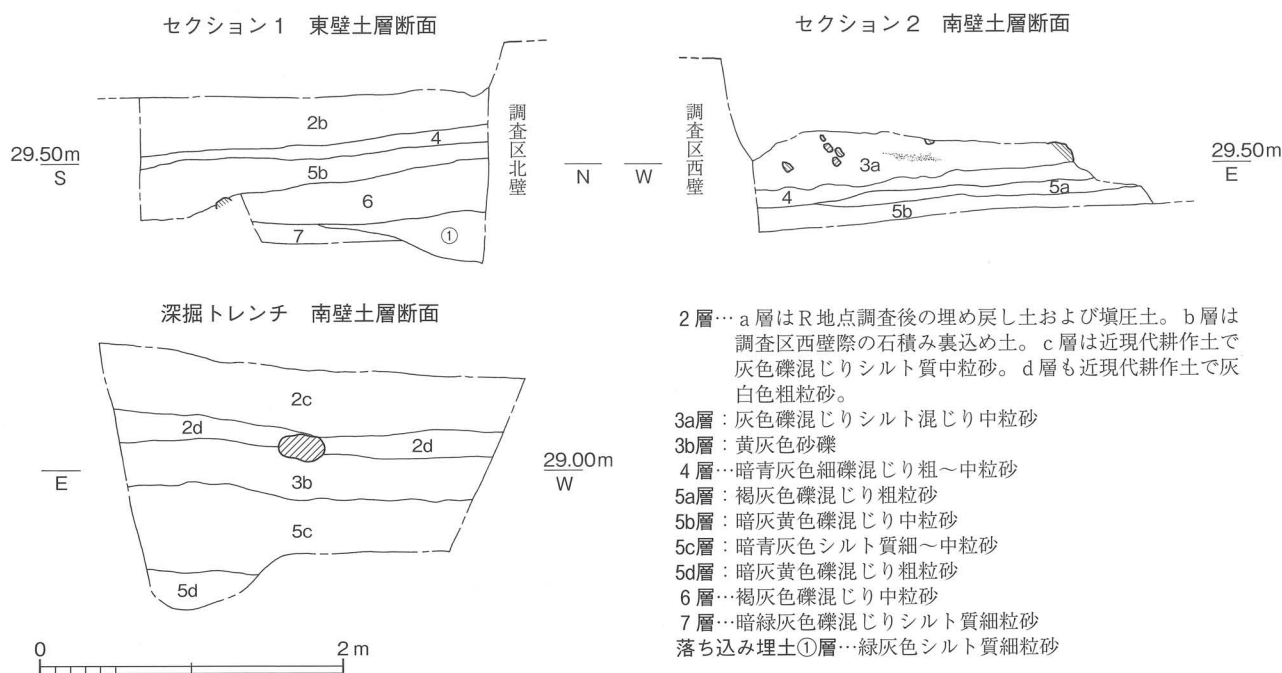 セクション1 東壁土層断面
2b
4
5b
6
7
①
29.50m
S
N
調査区北壁
セクション2 南壁土層断面
W
調査区西壁
3a
4
5a
5b
29.50m
E
深掘トレンチ 南壁土層断面
2c
2d
2d
3b
5c
5d
E
29.00m
W
0
2m
2層…a層はR地点調査後の埋め戻し土および塡圧土。b層は
調査区西壁際の石積み裏込め土。c層は近現代耕作土で
灰色礫混じりシルト質中粒砂。d層も近現代耕作土で灰
白色粗粒砂。
3a層：灰色礫混じりシルト混じり中粒砂
3b層：黄灰色砂礫
4層…暗青灰色細礫混じり粗～中粒砂
5a層：褐灰色礫混じり粗粒砂
5b層：暗灰黄色礫混じり中粒砂
5c層：暗青灰色シルト質細～中粒砂
5d層：暗灰黄色礫混じり粗粒砂
6層…褐灰色礫混じり中粒砂
7層…暗緑灰色礫混じりシルト質細粒砂
落ち込み埋土①層…緑灰色シルト質細粒砂